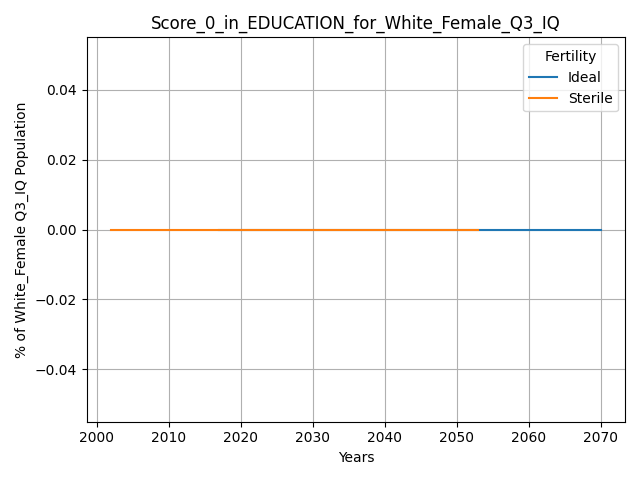 Score_0_in_EDUCATION_for_White_Female_Q3_IQ
Fertility
Ideal
Sterile
% of White_Female Q3_IQ Population
0.04
0.02
0.00
−0.02
−0.04
2000 2010 2020 2030 2040 2050 2060 2070
Years